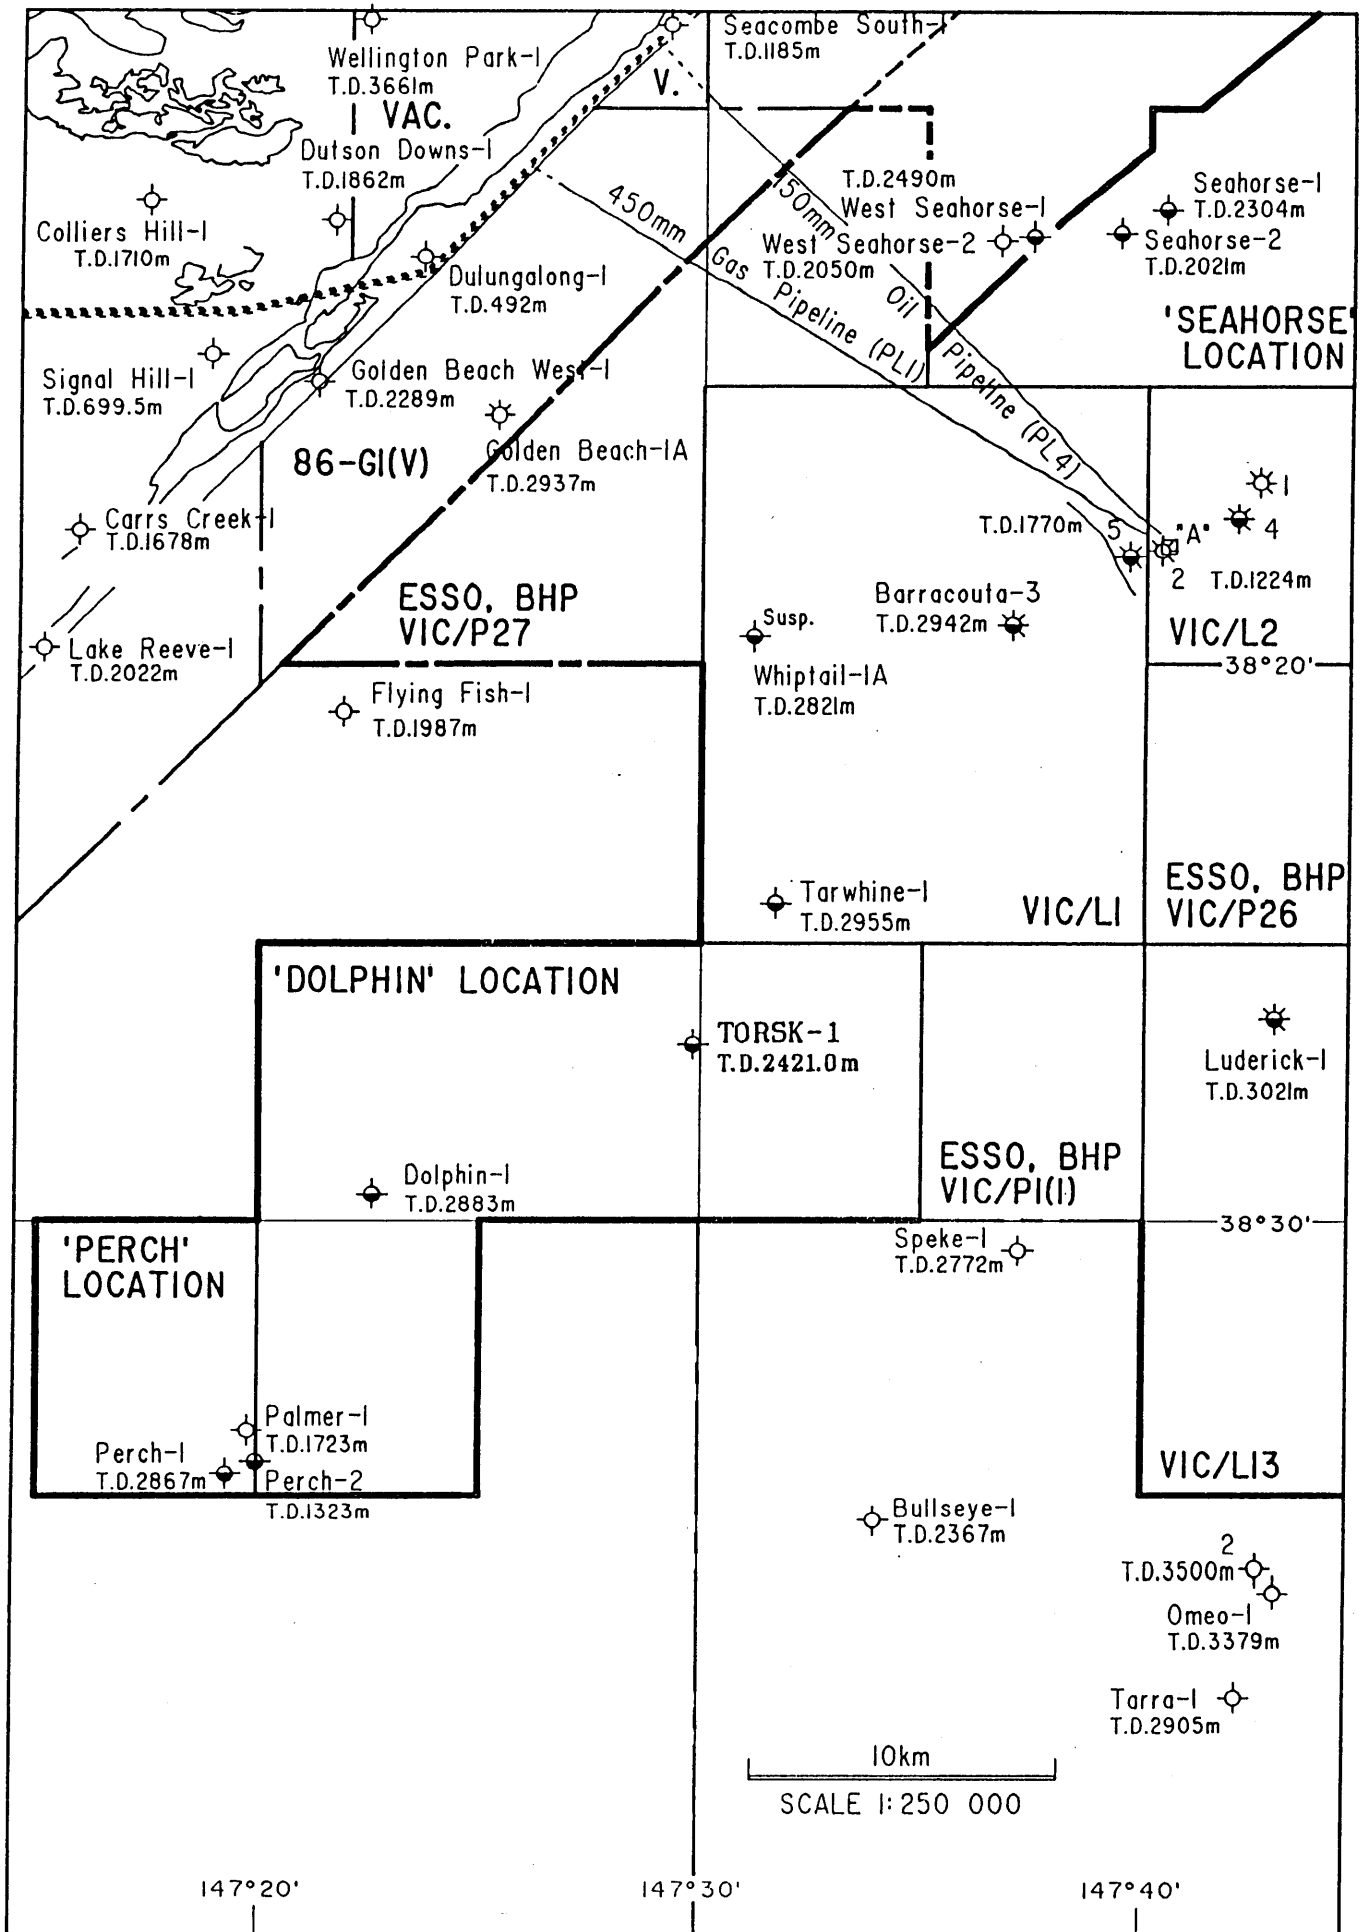 Seacombe South-1
T.D.1185m
Wellington Park-1
T.D.3661m
V.
VAC.
Dutson Downs-1
T.D.1862m
Colliers Hill-1
T.D.1710m
Dulungalong-1
T.D.492m
450mm Gas Pipeline (PL1)
150mm Oil Pipeline (PL4)
T.D.2490m
West Seahorse-1
West Seahorse-2
T.D.2050m
Seahorse-1
T.D.2304m
Seahorse-2
T.D.2021m
'SEAHORSE'
LOCATION
Signal Hill-1
T.D.699.5m
Golden Beach West-1
T.D.2289m
86-G1(V)
Golden Beach-1A
T.D.2937m
Carrs Creek-1
T.D.1678m
1
4
T.D.1770m
5
"A"
2
T.D.1224m
ESSO, BHP
VIC/P27
Barracouta-3
T.D.2942m
Susp.
Whiptail-1A
T.D.2821m
VIC/L2
38°20'
Lake Reeve-1
T.D.2022m
Flying Fish-1
T.D.1987m
Tarwhine-1
T.D.2955m
VIC/L1
ESSO, BHP
VIC/P26
'DOLPHIN' LOCATION
TORSK-1
T.D.2421.0m
Luderick-1
T.D.3021m
Dolphin-1
T.D.2883m
ESSO, BHP
VIC/P1(1)
38°30'
'PERCH'
LOCATION
Speke-1
T.D.2772m
Palmer-1
T.D.1723m
Perch-1
T.D.2867m
Perch-2
T.D.1323m
VIC/L13
Bullseye-1
T.D.2367m
2
T.D.3500m
Omeo-1
T.D.3379m
Tarra-1
T.D.2905m
10km
SCALE 1:250 000
147°20'
147°30'
147°40'